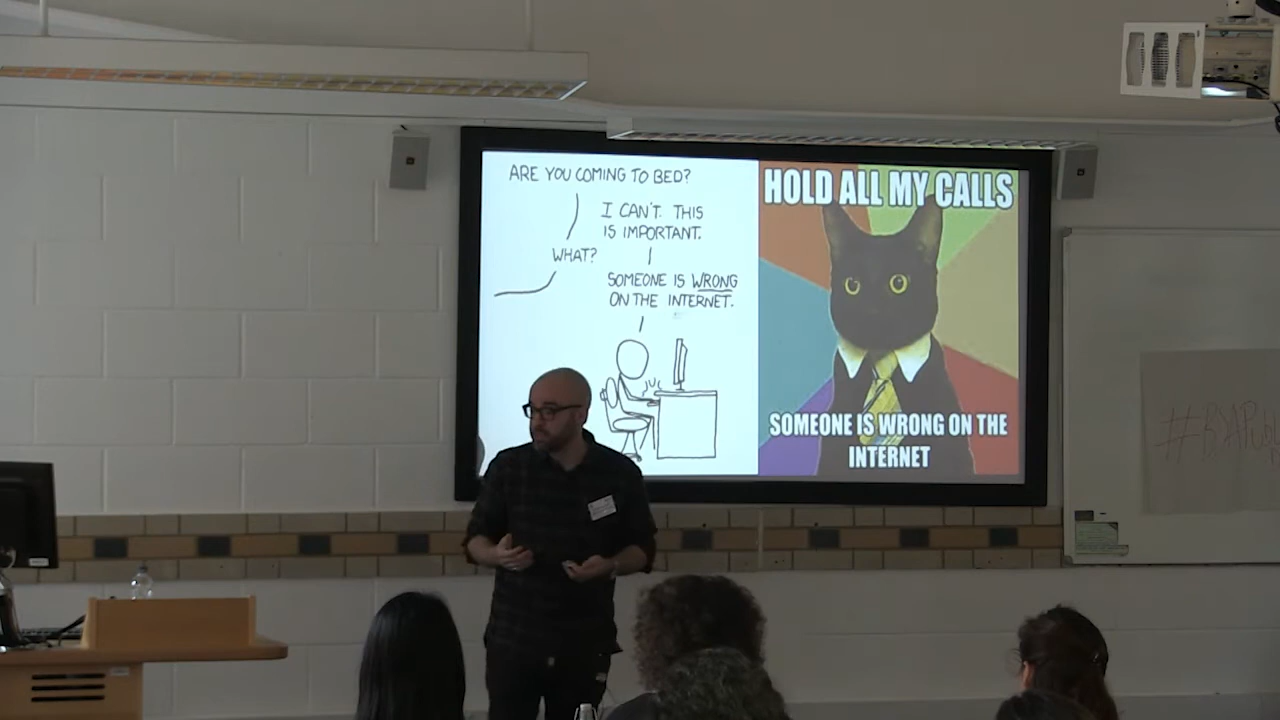 ARE YOU COMING TO BED?
I CAN'T. THIS
IS IMPORTANT.
WHAT?
SOMEONE IS WRONG
ON THE INTERNET.
HOLD ALL MY CALLS
SOMEONE IS WRONG ON THE
INTERNET